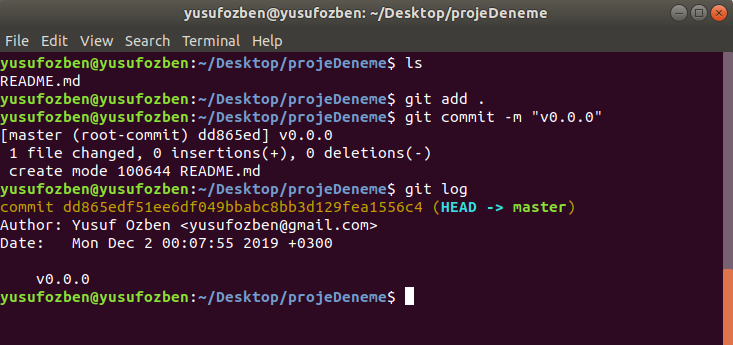 yusufozben@yusufozben: ~/Desktop/projeDeneme
File Edit View Search Terminal Help
yusufozben@yusufozben:~/Desktop/projeDeneme$ ls
README.md
yusufozben@yusufozben:~/Desktop/projeDeneme$ git add .
yusufozben@yusufozben:~/Desktop/projeDeneme$ git commit -m "v0.0.0"
[master (root-commit) dd865ed] v0.0.0
 1 file changed, 0 insertions(+), 0 deletions(-)
 create mode 100644 README.md
yusufozben@yusufozben:~/Desktop/projeDeneme$ git log
commit dd865edf51ee6df049bbabc8bb3d129fea1556c4 (HEAD -> master)
Author: Yusuf Ozben <yusufozben@gmail.com>
Date:   Mon Dec 2 00:07:55 2019 +0300
    v0.0.0
yusufozben@yusufozben:~/Desktop/projeDeneme$